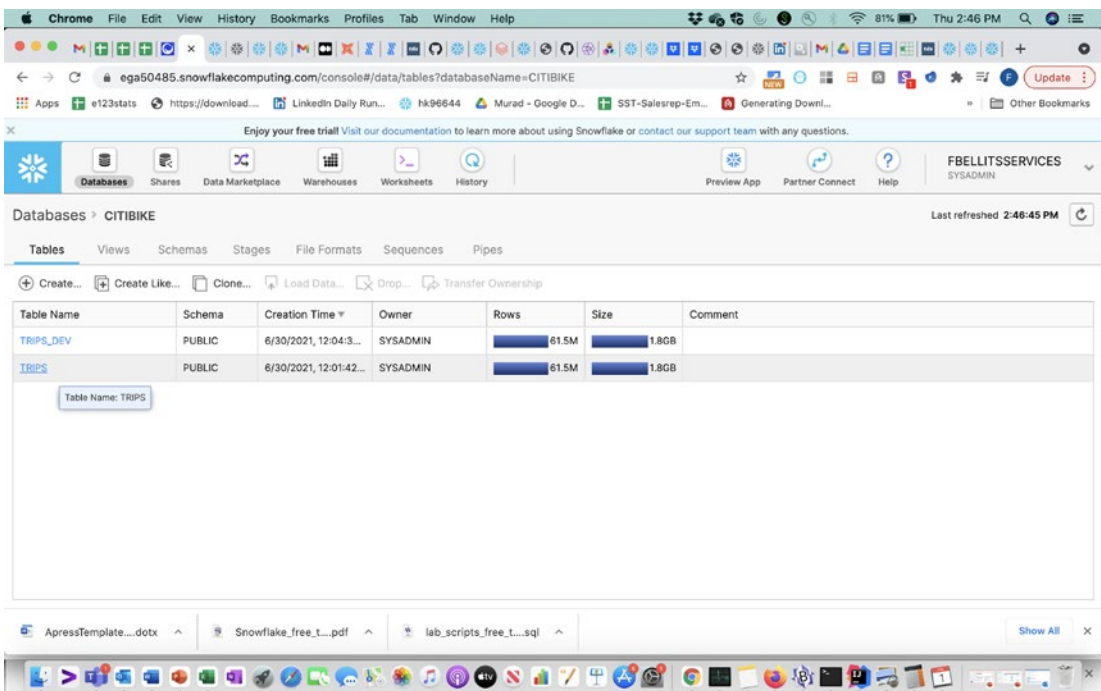 Chrome File Edit View History Bookmarks Profiles Tab Window Help 81% Thu 2:46 PM
ega50485.snowflakecomputing.com/console#/data/tables?databaseName=CITIBIKE NEW Update
Apps e123stats https://download.... LinkedIn Daily Run... hk96644 Murad - Google D... SST-Salesrep-Em... Generating Downl... » Other Bookmarks
Enjoy your free trial! Visit our documentation to learn more about using Snowflake or contact our support team with any questions.
Databases Shares Data Marketplace Warehouses Worksheets History Preview App Partner Connect Help FBELLITSSERVICES
SYSADMIN
Databases > CITIBIKE Last refreshed 2:46:45 PM
Tables Views Schemas Stages File Formats Sequences Pipes
Create... Create Like... Clone... Load Data... Drop... Transfer Ownership
Table Name Schema Creation Time Owner Rows Size Comment
TRIPS_DEV PUBLIC 6/30/2021, 12:04:3... SYSADMIN 61.5M 1.8GB
TRIPS PUBLIC 6/30/2021, 12:01:42... SYSADMIN 61.5M 1.8GB
Table Name: TRIPS
ApressTemplate....dotx Snowflake_free_t....pdf lab_scripts_free_t....sql Show All